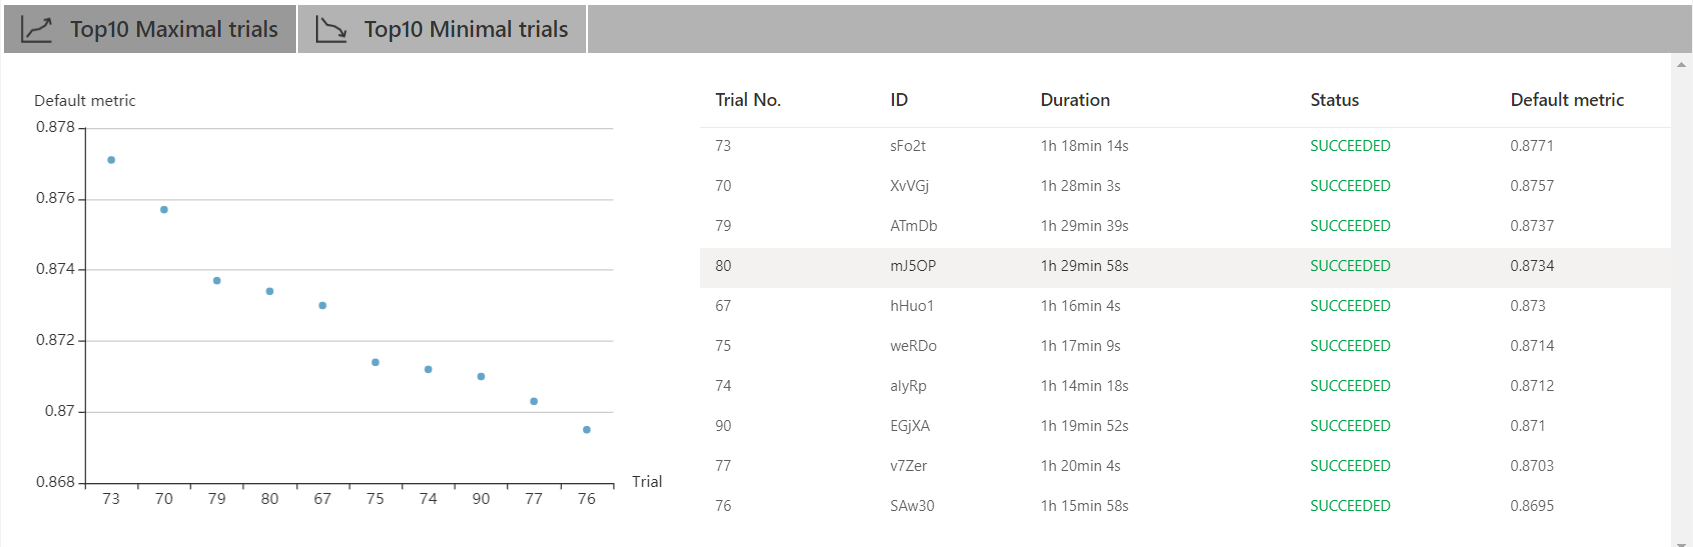 Top10 Maximal trials Top10 Minimal trials
Default metric
0.878
0.876
0.874
0.872
0.87
0.868
73 70 79 80 67 75 74 90 77 76
Trial
Trial No. ID Duration Status Default metric
73 sFo2t 1h 18min 14s SUCCEEDED 0.8771
70 XvVGj 1h 28min 3s SUCCEEDED 0.8757
79 ATmDb 1h 29min 39s SUCCEEDED 0.8737
80 mJ5OP 1h 29min 58s SUCCEEDED 0.8734
67 hHuo1 1h 16min 4s SUCCEEDED 0.873
75 weRDo 1h 17min 9s SUCCEEDED 0.8714
74 alyRp 1h 14min 18s SUCCEEDED 0.8712
90 EGjXA 1h 19min 52s SUCCEEDED 0.871
77 v7Zer 1h 20min 4s SUCCEEDED 0.8703
76 SAw30 1h 15min 58s SUCCEEDED 0.8695